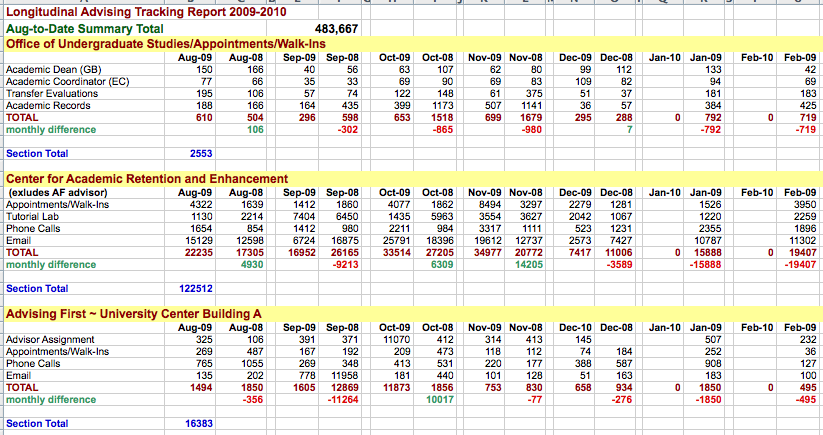 Longitudinal Advising Tracking Report 2009-2010
Aug-to-Date Summary Total 483,667
Office of Undergraduate Studies/Appointments/Walk-Ins
Aug-09 Aug-08 Sep-09 Sep-08 Oct-09 Oct-08 Nov-09 Nov-08 Dec-09 Dec-08 Jan-10 Jan-09 Feb-10 Feb-09
Academic Dean (GB) 150 166 40 56 63 107 62 80 99 112 133 42
Academic Coordinator (EC) 77 66 35 33 69 90 69 83 109 82 94 69
Transfer Evaluations 195 106 57 74 122 148 61 375 51 37 181 183
Academic Records 188 166 164 435 399 1173 507 1141 36 57 384 425
TOTAL 610 504 296 598 653 1518 699 1679 295 288 0 792 0 719
monthly difference 106 -302 -865 -980 7 -792 -719
Section Total 2553
Center for Academic Retention and Enhancement
(exludes AF advisor) Aug-09 Aug-08 Sep-09 Sep-08 Oct-09 Oct-08 Nov-09 Nov-08 Dec-09 Dec-08 Jan-10 Jan-09 Feb-10 Feb-09
Appointments/Walk-Ins 4322 1639 1412 1860 4077 1862 8494 3297 2279 1281 1526 3950
Tutorial Lab 1130 2214 7404 6450 1435 5963 3554 3627 2042 1067 1220 2259
Phone Calls 1654 854 1412 980 2211 984 3317 1111 523 1231 2355 1896
Email 15129 12598 6724 16875 25791 18396 19612 12737 2573 7427 10787 11302
TOTAL 22235 17305 16952 26165 33514 27205 34977 20772 7417 11006 0 15888 0 19407
monthly difference 4930 -9213 6309 14205 -3589 -15888 -19407
Section Total 122512
Advising First ~ University Center Building A
Aug-09 Aug-08 Sep-09 Sep-08 Oct-09 Oct-08 Nov-09 Nov-08 Dec-10 Dec-08 Jan-10 Jan-09 Feb-10 Feb-09
Advisor Assignment 325 106 391 371 11070 412 314 413 145 507 232
Appointments/Walk-Ins 269 487 167 192 209 473 118 112 74 184 252 36
Phone Calls 765 1055 269 348 413 531 220 177 388 587 908 127
Email 135 202 778 11958 181 440 101 128 51 163 183 100
TOTAL 1494 1850 1605 12869 11873 1856 753 830 658 934 0 1850 0 495
monthly difference -356 -11264 10017 -77 -276 -1850 -495
Section Total 16383